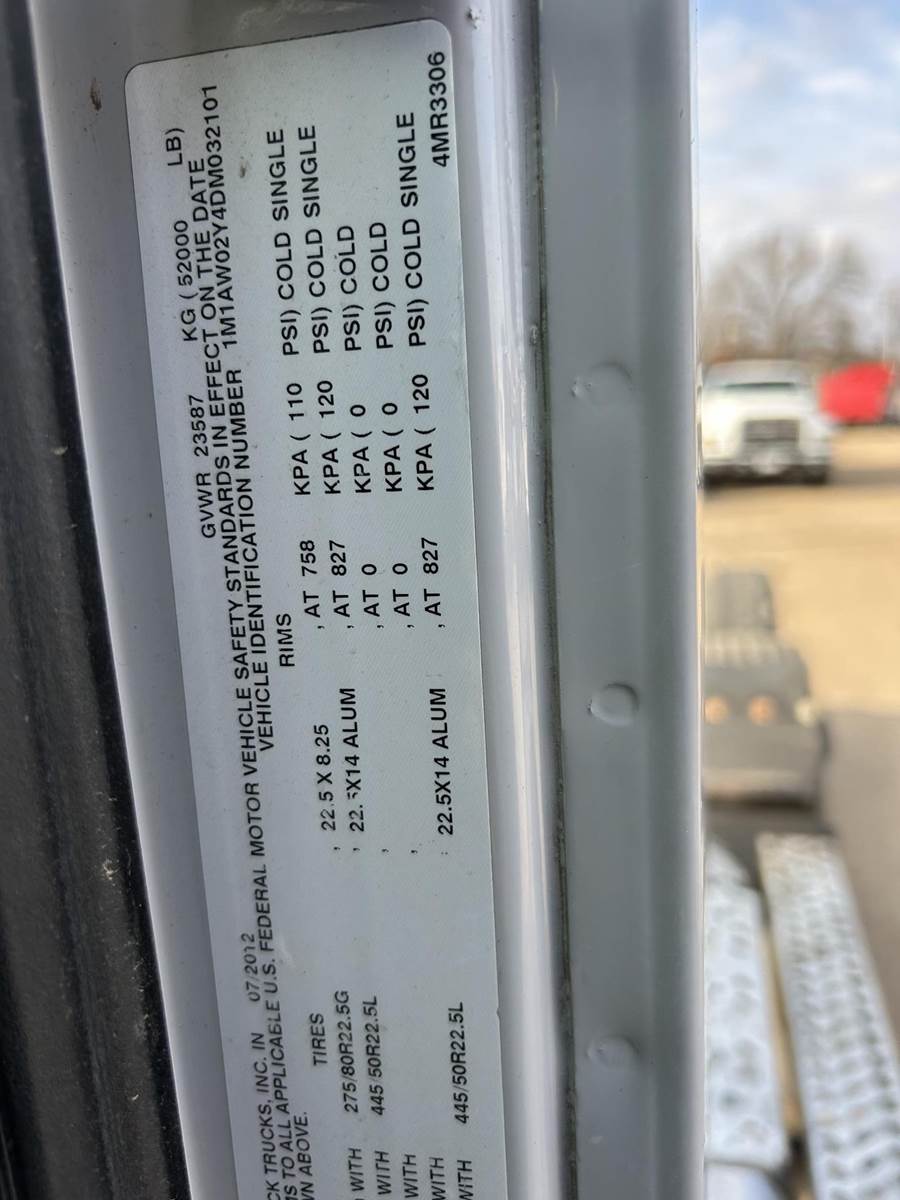 CK TRUCKS, INC. IN 07/2012 GVWR 23587 KG ( 52000 LB)
S TO ALL APPLICABLE U.S. FEDERAL MOTOR VEHICLE SAFETY STANDARDS IN EFFECT ON THE DATE
WN ABOVE. VEHICLE IDENTIFICATION NUMBER 1M1AW02Y4DM032101
TIRES RIMS
WITH 275/80R22.5G , 22.5 X 8.25 , AT 758 KPA ( 110 PSI) COLD SINGLE
WITH 445/50R22.5L , 22.5X14 ALUM , AT 827 KPA ( 120 PSI) COLD SINGLE
WITH , , AT 0 KPA ( 0 PSI) COLD
WITH , , AT 0 KPA ( 0 PSI) COLD
WITH 445/50R22.5L , 22.5X14 ALUM , AT 827 KPA ( 120 PSI) COLD SINGLE
4MR3306